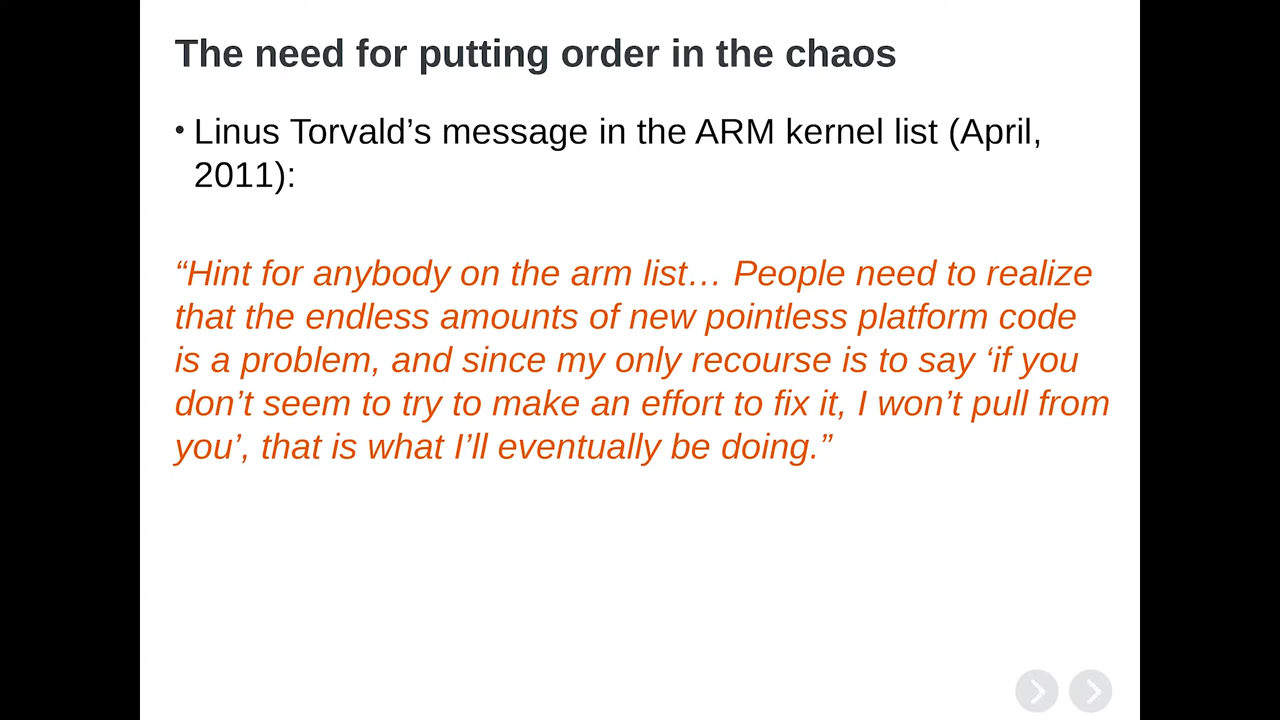 The need for putting order in the chaos
• Linus Torvald’s message in the ARM kernel list (April,
2011):
“Hint for anybody on the arm list… People need to realize
that the endless amounts of new pointless platform code
is a problem, and since my only recourse is to say ‘if you
don’t seem to try to make an effort to fix it, I won’t pull from
you’, that is what I’ll eventually be doing.”